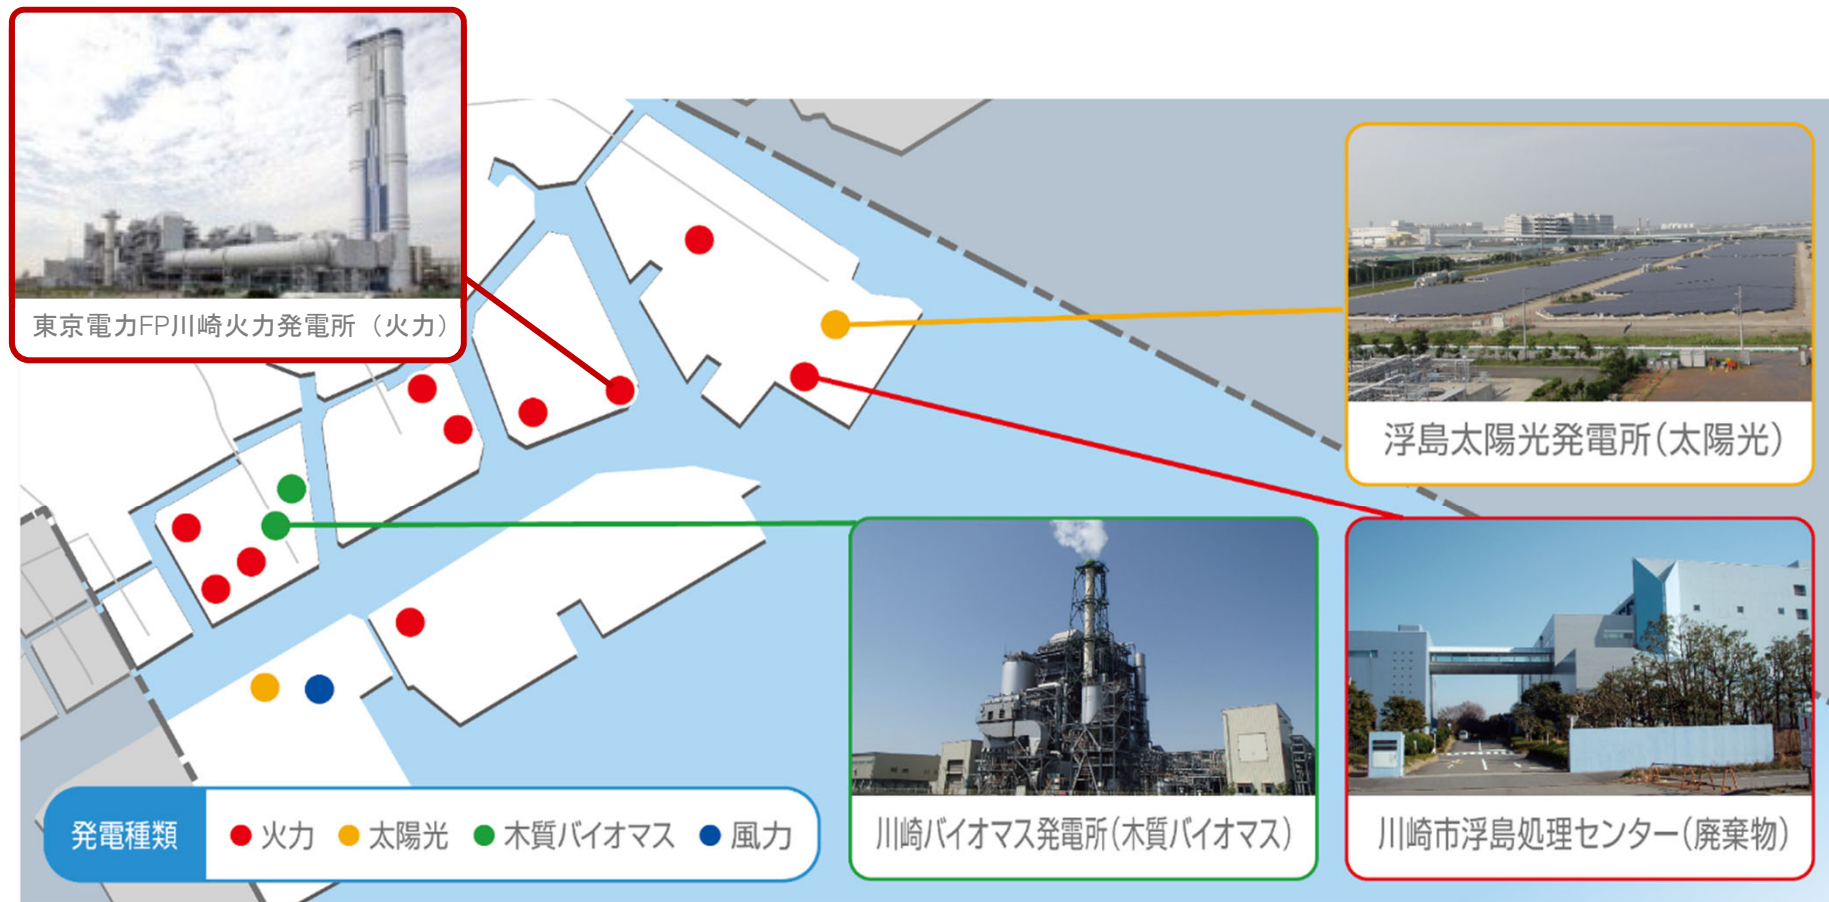 東京電力FP川崎火力発電所（火力）
浮島太陽光発電所(太陽光)
川崎バイオマス発電所(木質バイオマス)
川崎市浮島処理センター(廃棄物)
発電種類 火力 太陽光 木質バイオマス 風力